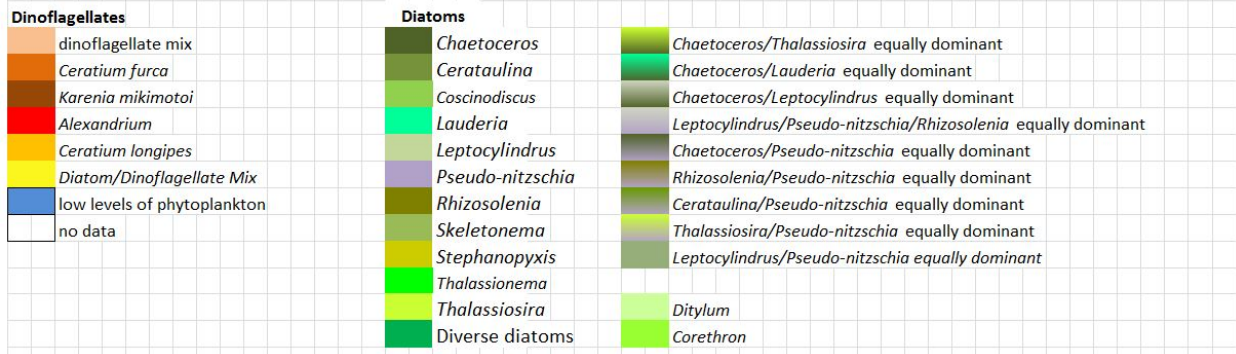 Dinoflagellates
dinoflagellate mix
Ceratium furca
Karenia mikimotoi
Alexandrium
Ceratium longipes
Diatom/Dinoflagellate Mix
low levels of phytoplankton
no data
Diatoms
Chaetoceros
Cerataulina
Coscinodiscus
Lauderia
Leptocylindrus
Pseudo-nitzschia
Rhizosolenia
Skeletonema
Stephanopyxis
Thalassionema
Thalassiosira
Diverse diatoms
Chaetoceros/Thalassiosira equally dominant
Chaetoceros/Lauderia equally dominant
Chaetoceros/Leptocylindrus equally dominant
Leptocylindrus/Pseudo-nitzschia/Rhizosolenia equally dominant
Chaetoceros/Pseudo-nitzschia equally dominant
Rhizosolenia/Pseudo-nitzschia equally dominant
Cerataulina/Pseudo-nitzschia equally dominant
Thalassiosira/Pseudo-nitzschia equally dominant
Leptocylindrus/Pseudo-nitzschia equally dominant
Ditylum
Corethron